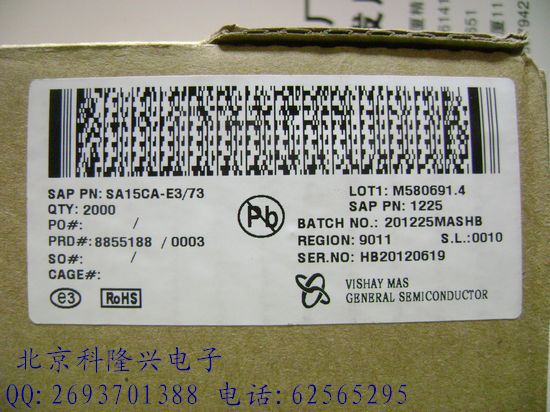 厂
发
SAP PN: SA15CA-E3/73
QTY: 2000
PO#: /
PRD#: 8855188 / 0003
SO#: /
CAGE#:
e3 RoHS
Pb
LOT1: M580691.4
SAP PN: 1225
BATCH NO.: 201225MASHB
REGION: 9011 S.L.:0010
SER.NO: HB20120619
VISHAY MAS
GENERAL SEMICONDUCTOR
北京科隆兴电子
QQ:2693701388 电话:62565295